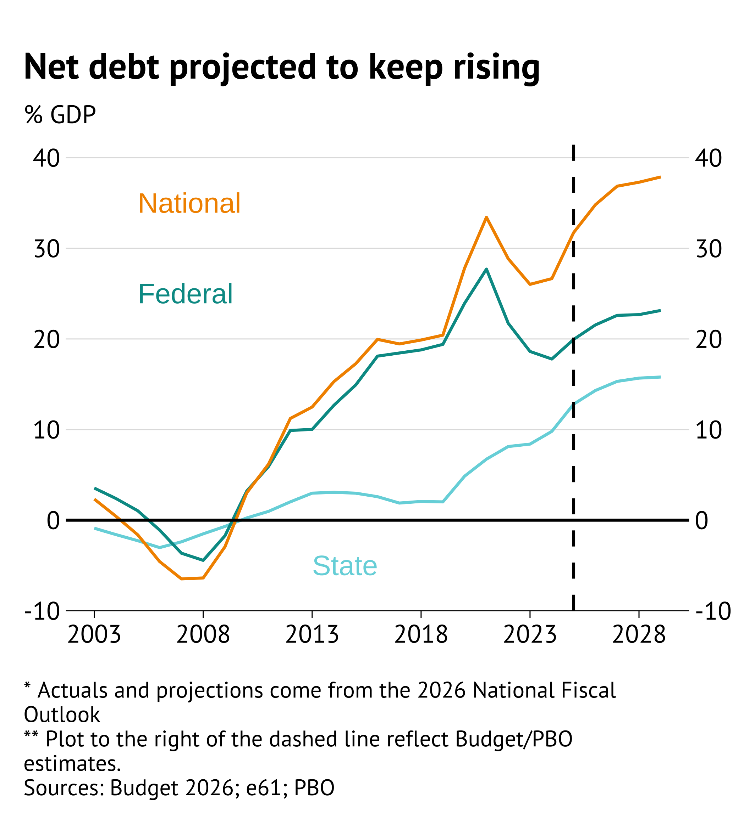 Net debt projected to keep rising
% GDP
40 40
National
30 30
Federal
20 20
10 10
0 0
State
-10 -10
2003 2008 2013 2018 2023 2028
* Actuals and projections come from the 2026 National Fiscal
Outlook
** Plot to the right of the dashed line reflect Budget/PBO
estimates.
Sources: Budget 2026; e61; PBO